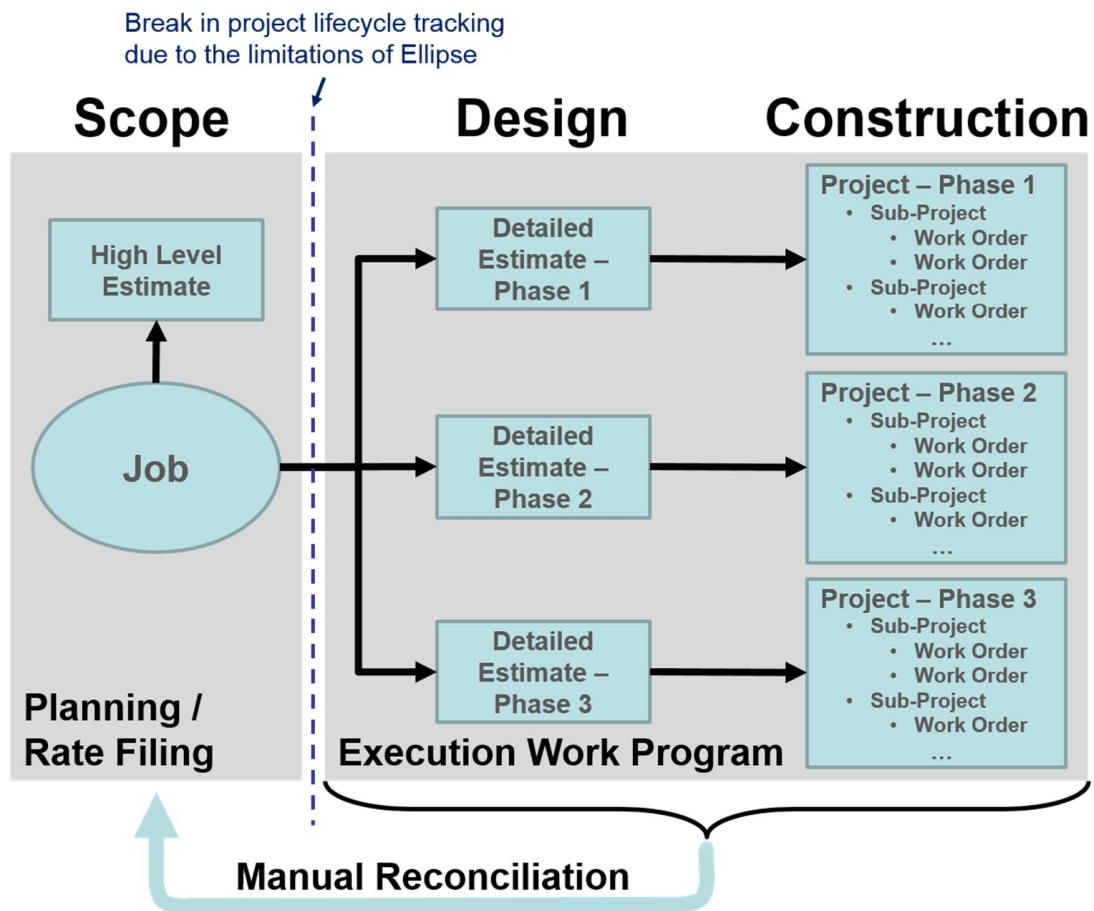 Break in project lifecycle tracking
due to the limitations of Ellipse
Scope
Design
Construction
High Level
Estimate
Job
Planning /
Rate Filing
Detailed
Estimate –
Phase 1
Detailed
Estimate –
Phase 2
Detailed
Estimate –
Phase 3
Project – Phase 1
• Sub-Project
• Work Order
• Work Order
• Sub-Project
• Work Order
...
Project – Phase 2
• Sub-Project
• Work Order
• Work Order
• Sub-Project
• Work Order
...
Project – Phase 3
• Sub-Project
• Work Order
• Work Order
• Sub-Project
• Work Order
...
Execution Work Program
Manual Reconciliation